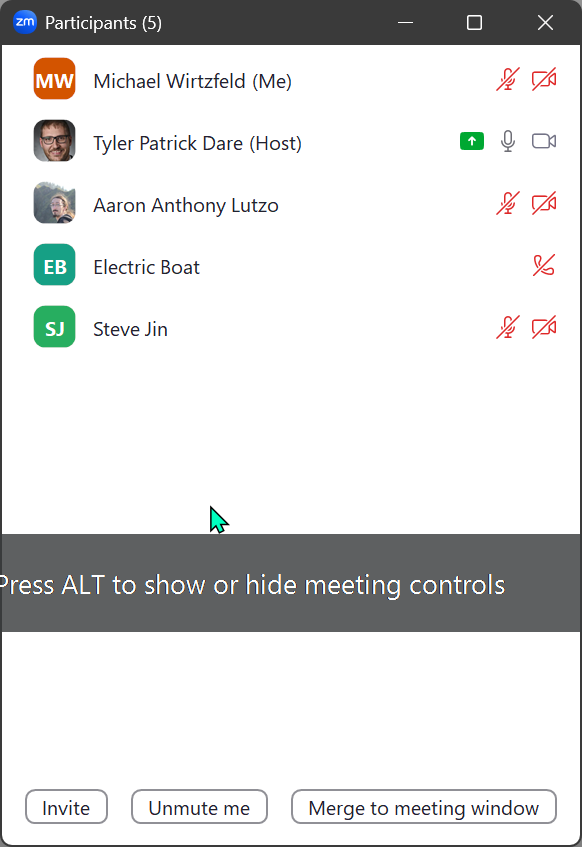 zm Participants (5)
MW Michael Wirtzfeld (Me)
Tyler Patrick Dare (Host)
Aaron Anthony Lutzo
EB Electric Boat
SJ Steve Jin
Press ALT to show or hide meeting controls
Invite Unmute me Merge to meeting window